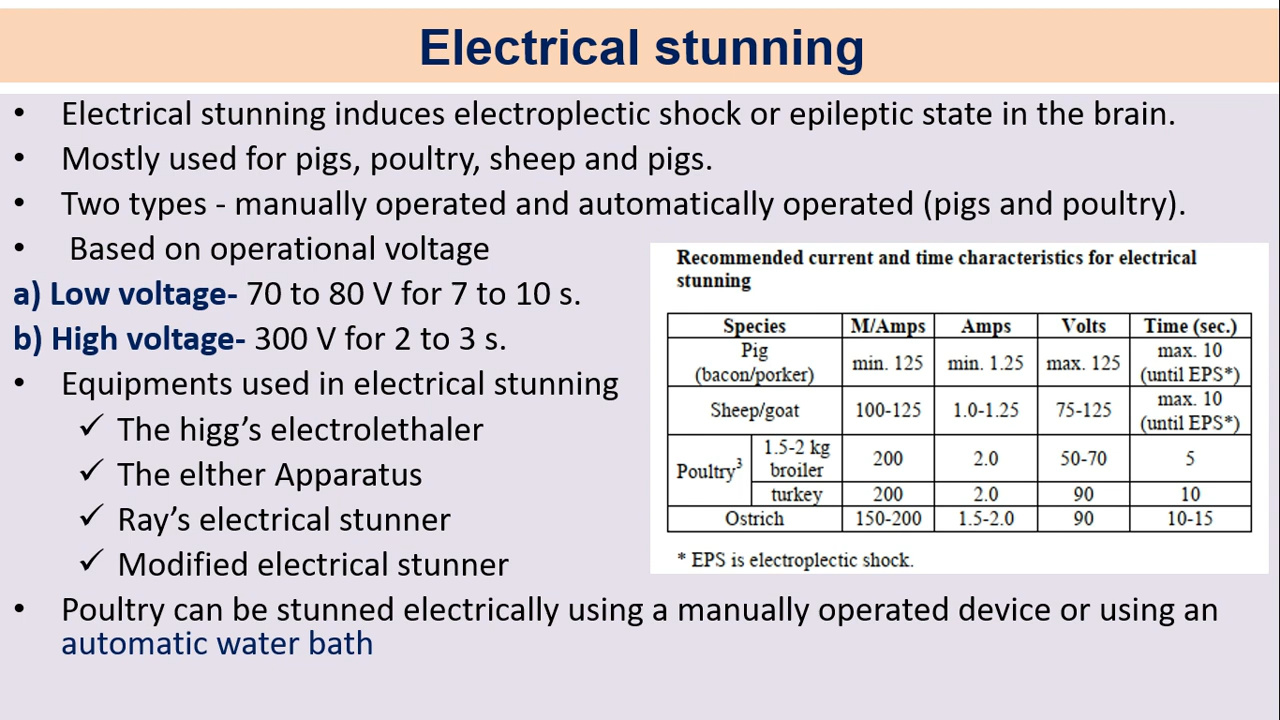 Electrical stunning
• Electrical stunning induces electroplectic shock or epileptic state in the brain.
• Mostly used for pigs, poultry, sheep and pigs.
• Two types - manually operated and automatically operated (pigs and poultry).
• Based on operational voltage
a) Low voltage- 70 to 80 V for 7 to 10 s.
b) High voltage- 300 V for 2 to 3 s.
• Equipments used in electrical stunning
✓ The higg's electrolethaler
✓ The elther Apparatus
✓ Ray's electrical stunner
✓ Modified electrical stunner
Recommended current and time characteristics for electrical
stunning
Species M/Amps Amps Volts Time (sec.)
Pig
(bacon/porker) min. 125 min. 1.25 max. 125 max. 10
(until EPS*)
Sheep/goat 100-125 1.0-1.25 75-125 max. 10
(until EPS*)
Poultry³ 1.5-2 kg
broiler 200 2.0 50-70 5
turkey 200 2.0 90 10
Ostrich 150-200 1.5-2.0 90 10-15
* EPS is electroplectic shock.
• Poultry can be stunned electrically using a manually operated device or using an
automatic water bath